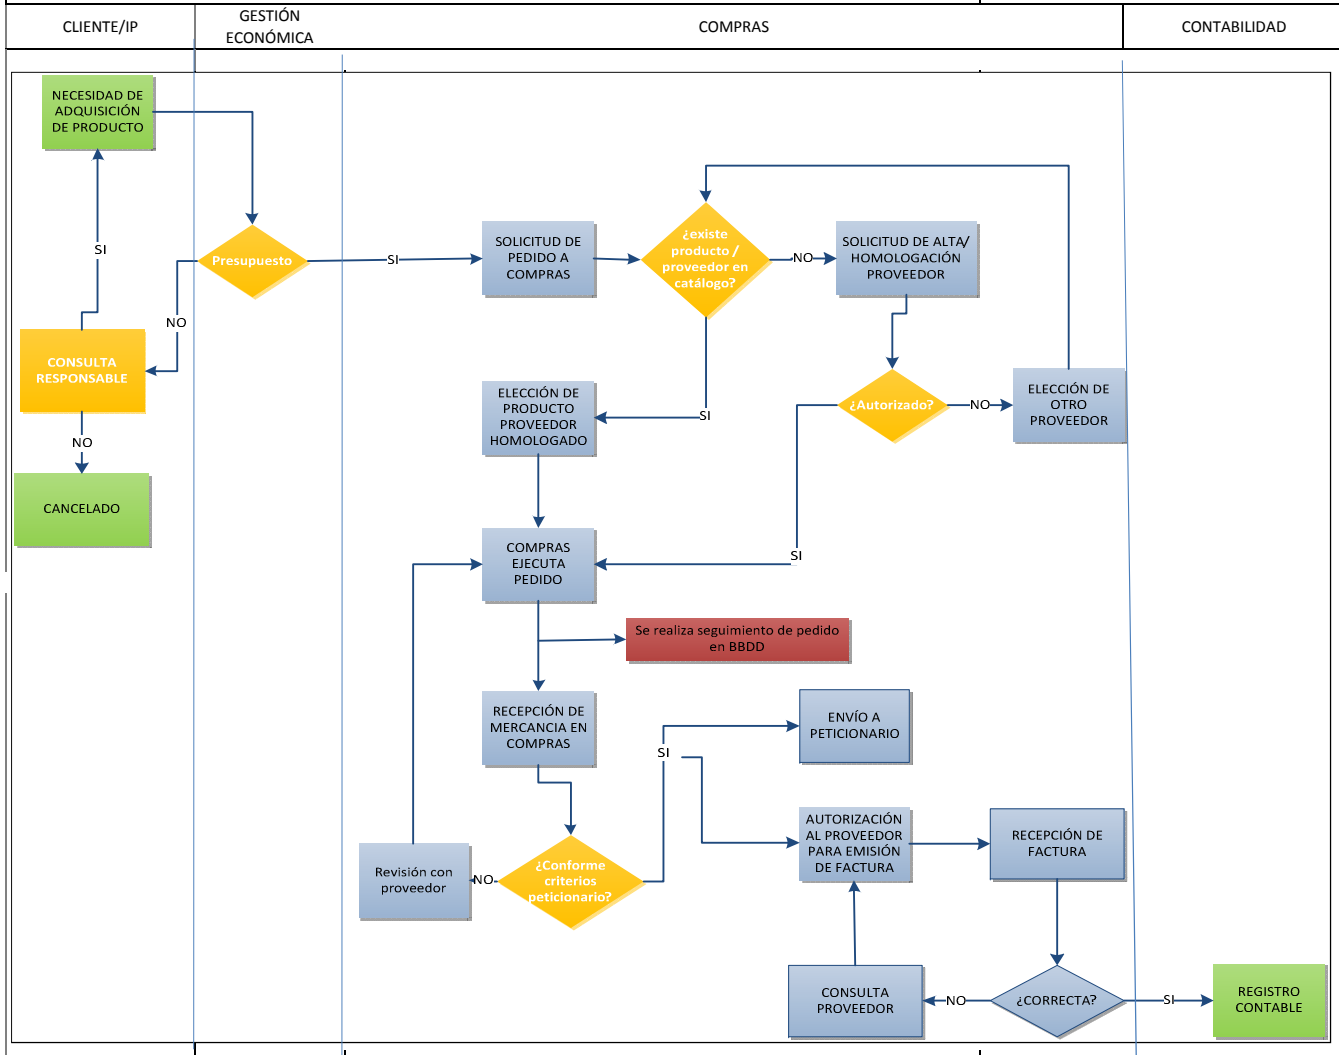 CLIENTE/IP
GESTIÓN
ECONÓMICA
COMPRAS
CONTABILIDAD
NECESIDAD DE
ADQUISICIÓN
DE PRODUCTO
SI
Presupuesto
SI
NO
CONSULTA
RESPONSABLE
NO
CANCELADO
SOLICITUD DE
PEDIDO A
COMPRAS
¿existe
producto /
proveedor en
catálogo?
NO
SOLICITUD DE ALTA/
HOMOLOGACIÓN
PROVEEDOR
SI
ELECCIÓN DE
PRODUCTO
PROVEEDOR
HOMOLOGADO
¿Autorizado?
NO
ELECCIÓN DE
OTRO
PROVEEDOR
SI
COMPRAS
EJECUTA
PEDIDO
Se realiza seguimiento de pedido
en BBDD
RECEPCIÓN DE
MERCANCIA EN
COMPRAS
SI
ENVÍO A
PETICIONARIO
¿Conforme
criterios
peticionario?
NO
Revisión con
proveedor
AUTORIZACIÓN
AL PROVEEDOR
PARA EMISIÓN
DE FACTURA
RECEPCIÓN DE
FACTURA
CONSULTA
PROVEEDOR
NO
¿CORRECTA?
SI
REGISTRO
CONTABLE